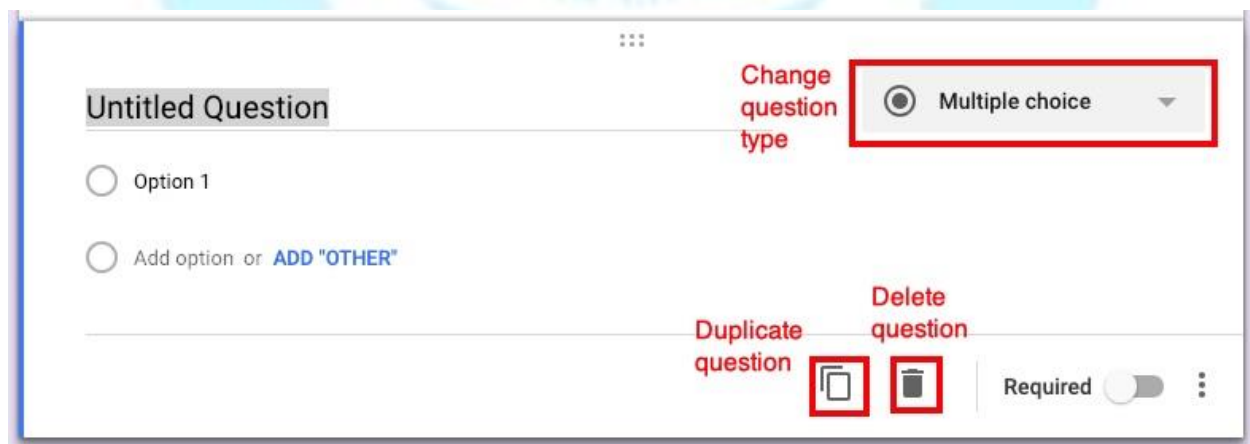 Change
question
type
Multiple choice
Untitled Question
Option 1
Add option or ADD "OTHER"
Delete
question
Duplicate
question
Required